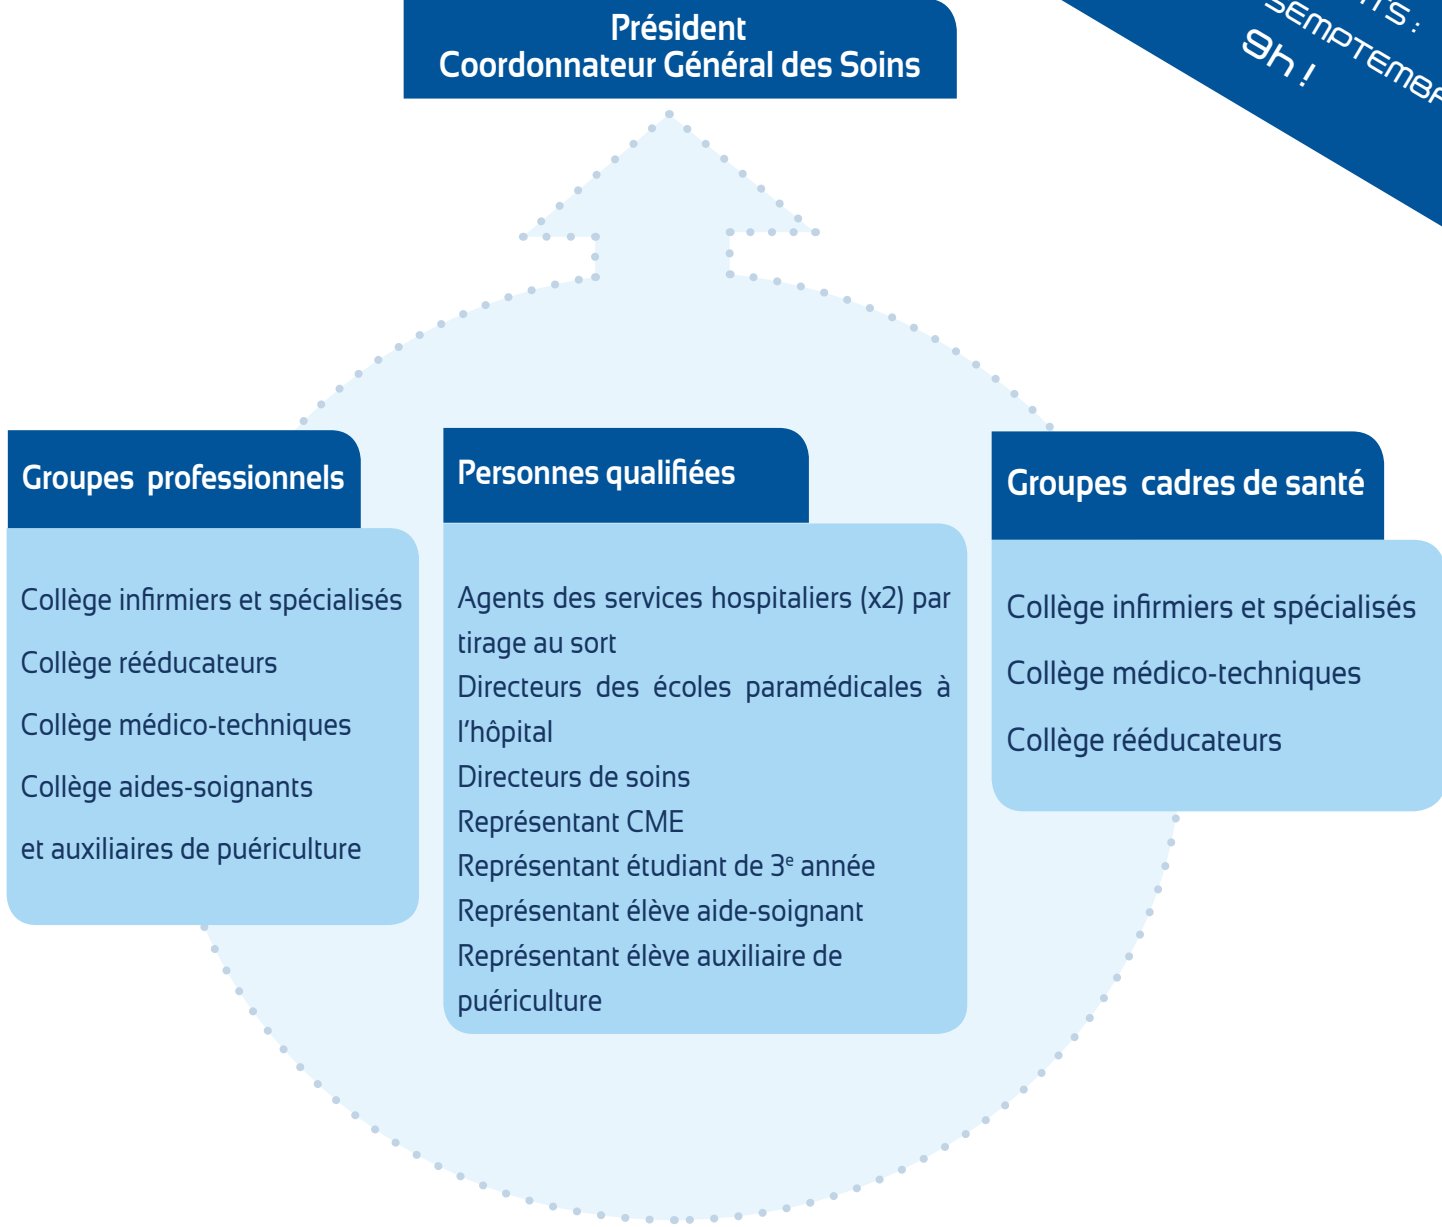 Président
Coordonnateur Général des Soins
9h !
Groupes professionnels
Collège infirmiers et spécialisés
Collège rééducateurs
Collège médico-techniques
Collège aides-soignants
et auxiliaires de puériculture
Personnes qualifiées
Agents des services hospitaliers (x2) par
tirage au sort
Directeurs des écoles paramédicales à
l'hôpital
Directeurs de soins
Représentant CME
Représentant étudiant de 3e année
Représentant élève aide-soignant
Représentant élève auxiliaire de
puériculture
Groupes cadres de santé
Collège infirmiers et spécialisés
Collège médico-techniques
Collège rééducateurs